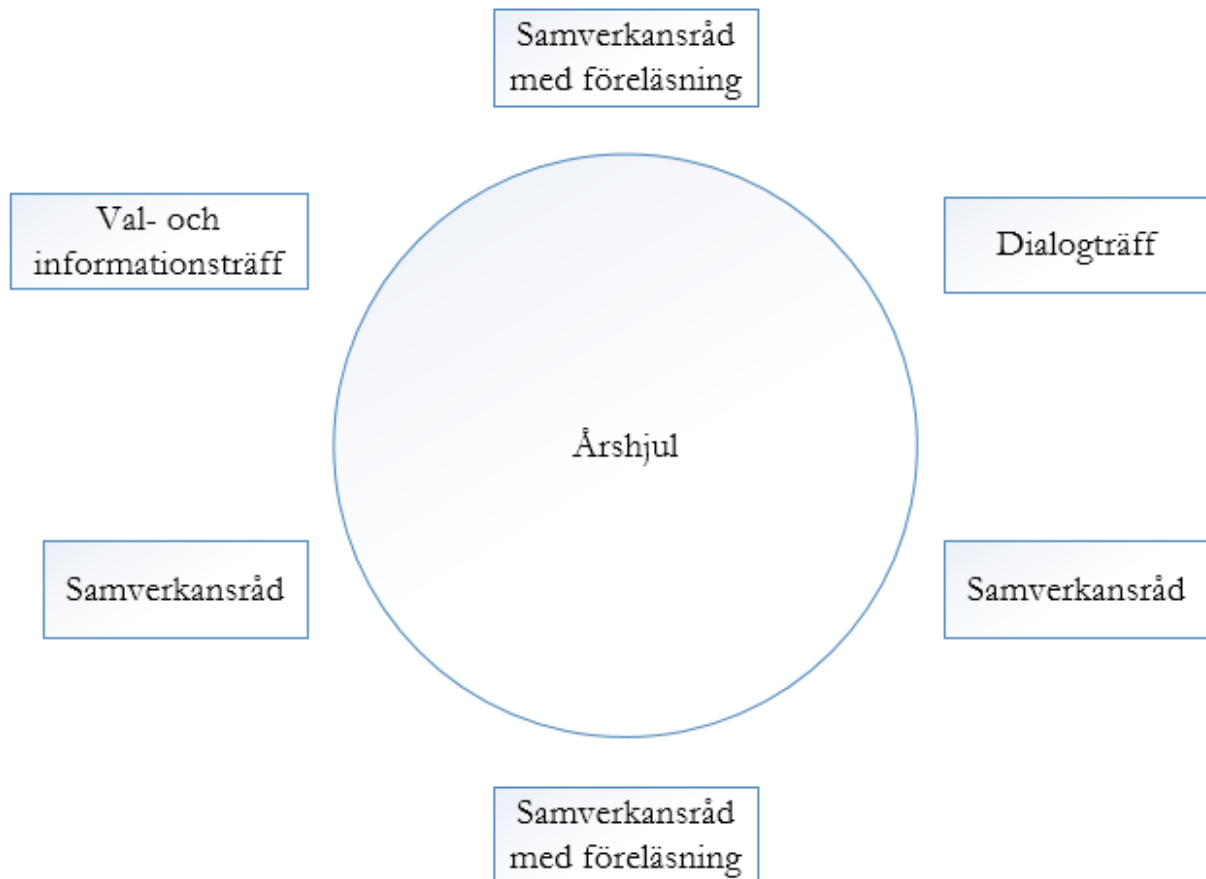 Samverkansråd
med föreläsning
Val- och
informationsträff
Dialogträff
Årshjul
Samverkansråd
Samverkansråd
Samverkansråd
med föreläsning